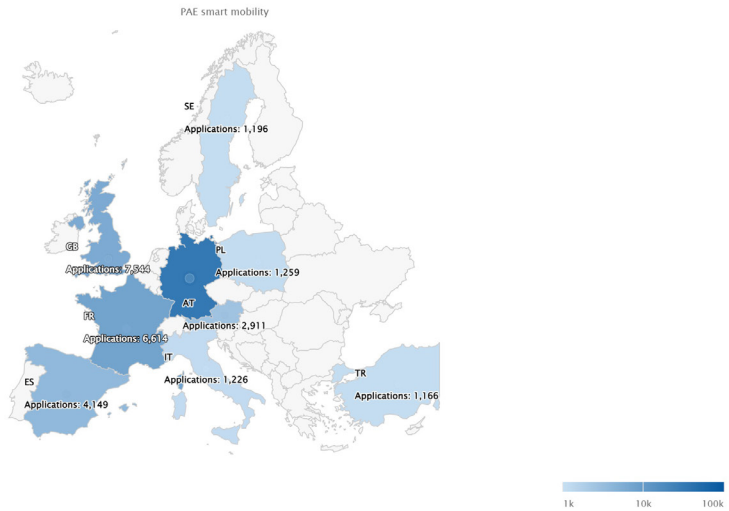 PAE smart mobility
SE
Applications: 1,196
GB
Applications: 7,544
PL
Applications: 1,259
AT
Applications: 2,911
FR
Applications: 6,614
IT
Applications: 1,226
ES
Applications: 4,149
TR
Applications: 1,166
1k 10k 100k